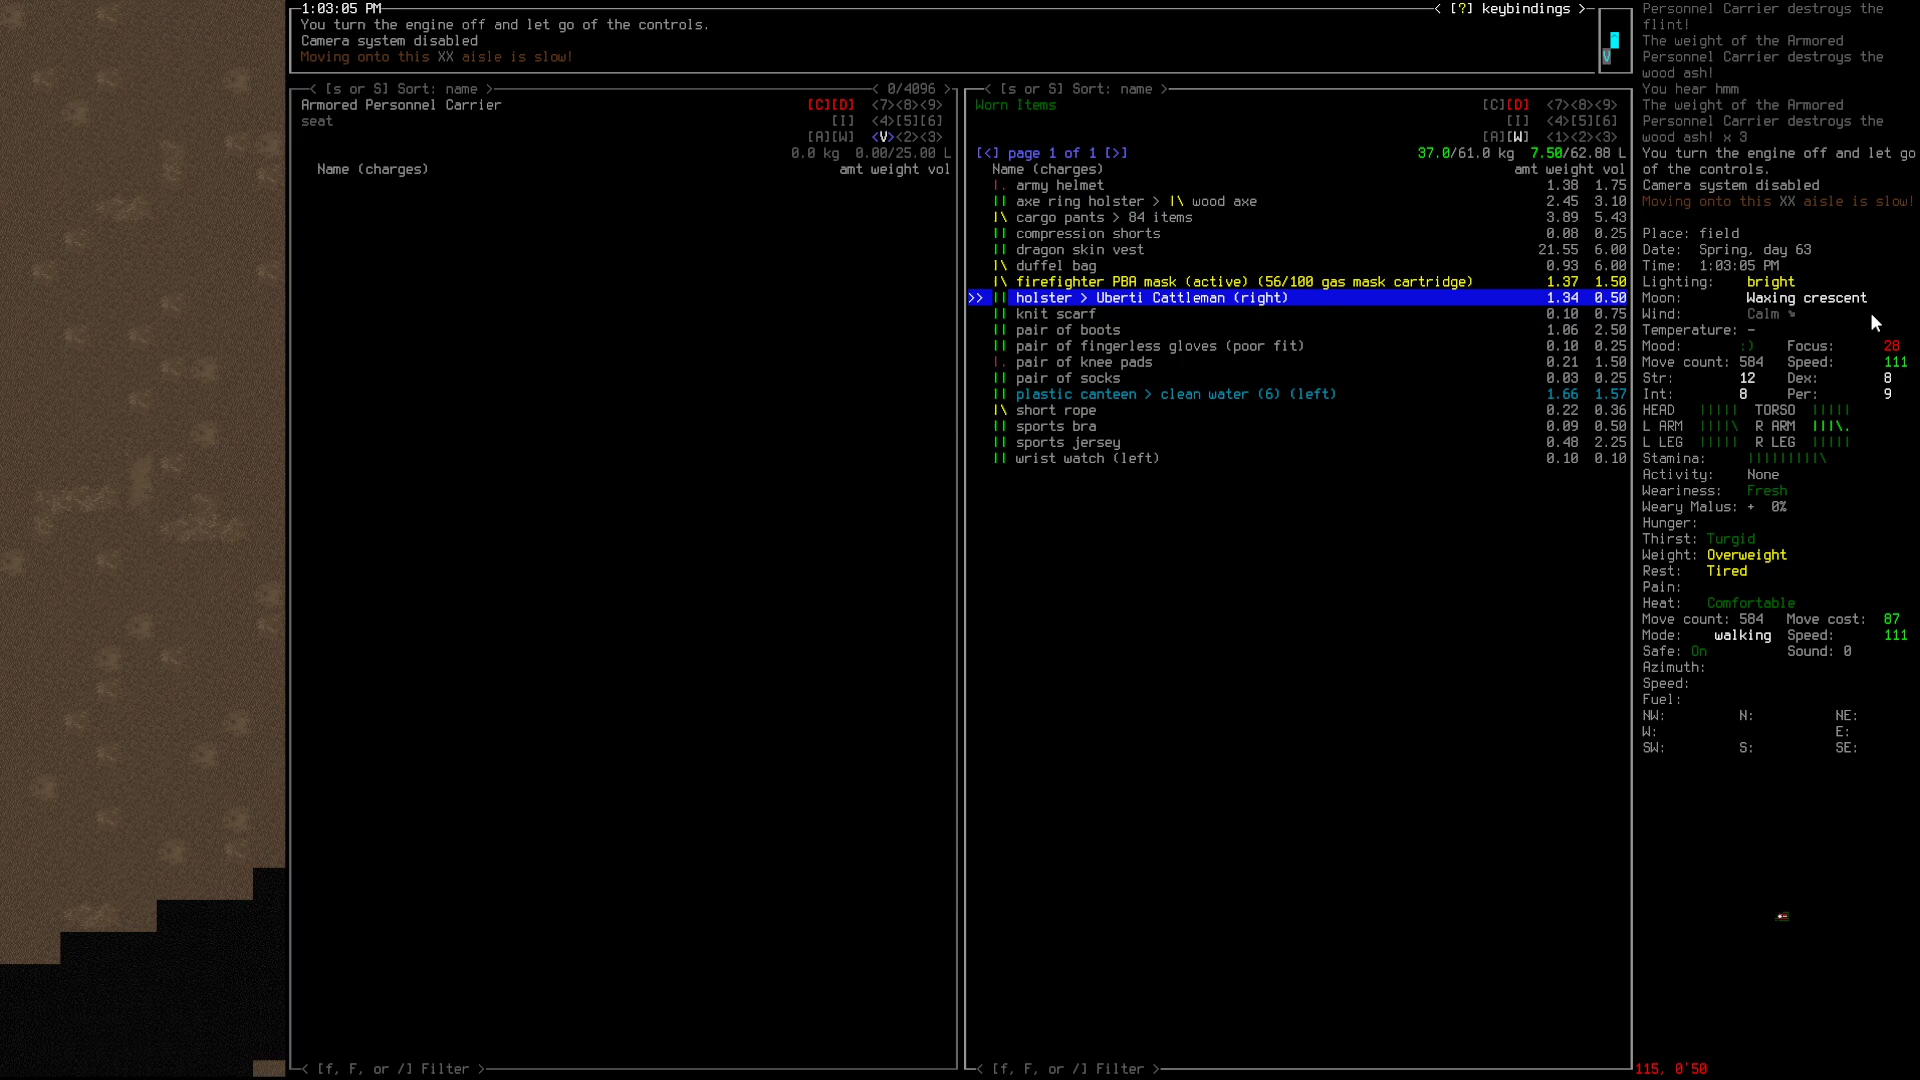 1:03:05 PM < [?] keybindings >
You turn the engine off and let go of the controls.
Camera system disabled
Moving onto this XX aisle is slow!
< [s or S] Sort: name > < 0/4096 >
Armored Personnel Carrier [C][D] <7><8><9>
seat [I] <4>[5][6]
[A][W] <V><2><3>
0.0 kg 0.00/25.00 L
Name (charges) amt weight vol
< [f, F, or /] Filter >
< [s or S] Sort: name >
Worn Items [C][D] <7><8><9>
[I] <4>[5][6]
[A][W] <1><2><3>
[<] page 1 of 1 [>] 37.0/61.0 kg 7.50/62.88 L
Name (charges) amt weight vol
|. army helmet 1.38 1.75
|| axe ring holster > |\ wood axe 2.45 3.10
|\ cargo pants > 84 items 3.89 5.43
|| compression shorts 0.08 0.25
|| dragon skin vest 21.55 6.00
|\ duffel bag 0.93 6.00
|\ firefighter PBA mask (active) (56/100 gas mask cartridge) 1.37 1.50
>> || holster > Uberti Cattleman (right) 1.34 0.50
|| knit scarf 0.10 0.75
|| pair of boots 1.06 2.50
|| pair of fingerless gloves (poor fit) 0.10 0.25
|. pair of knee pads 0.21 1.50
|| pair of socks 0.03 0.25
|| plastic canteen > clean water (6) (left) 1.66 1.57
|\ short rope 0.22 0.36
|| sports bra 0.09 0.50
|| sports jersey 0.48 2.25
|| wrist watch (left) 0.10 0.10
< [f, F, or /] Filter >
^
V
Personnel Carrier destroys the
flint!
The weight of the Armored
Personnel Carrier destroys the
wood ash!
You hear hmm
The weight of the Armored
Personnel Carrier destroys the
wood ash! x 3
You turn the engine off and let go
of the controls.
Camera system disabled
Moving onto this XX aisle is slow!
Place: field
Date: Spring, day 63
Time: 1:03:05 PM
Lighting: bright
Moon: Waxing crescent
Wind: Calm
Temperature: -
Mood: :) Focus: 28
Move count: 584 Speed: 111
Str: 12 Dex: 8
Int: 8 Per: 9
HEAD ||||| TORSO |||||
L ARM ||||\ R ARM |||\.
L LEG ||||| R LEG |||||
Stamina: |||||||||\
Activity: None
Weariness: Fresh
Weary Malus: + 0%
Hunger:
Thirst: Turgid
Weight: Overweight
Rest: Tired
Pain:
Heat: Comfortable
Move count: 584 Move cost: 87
Mode: walking Speed: 111
Safe: On Sound: 0
Azimuth:
Speed:
Fuel:
NW: N: NE:
W: E:
SW: S: SE:
115, 0'50